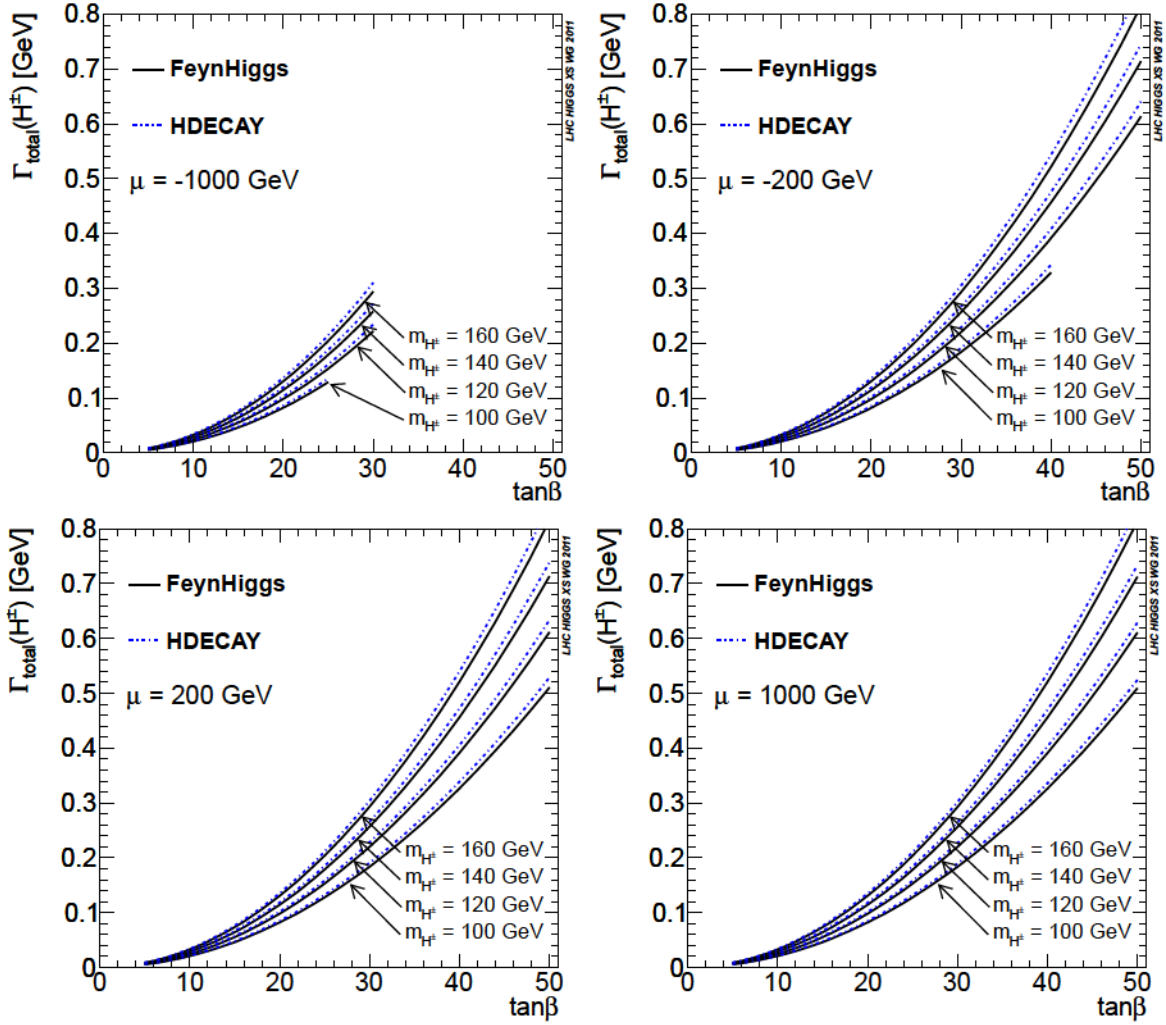 Γtotal(H±) [GeV]
0.8
0.7
0.6
0.5
0.4
0.3
0.2
0.1
0
FeynHiggs
HDECAY
μ = -1000 GeV
mH± = 160 GeV
mH± = 140 GeV
mH± = 120 GeV
mH± = 100 GeV
0 10 20 30 40 50
tanβ
LHC HIGGS XS WG 2011
Γtotal(H±) [GeV]
0.8
0.7
0.6
0.5
0.4
0.3
0.2
0.1
0
FeynHiggs
HDECAY
μ = -200 GeV
mH± = 160 GeV
mH± = 140 GeV
mH± = 120 GeV
mH± = 100 GeV
0 10 20 30 40 50
tanβ
LHC HIGGS XS WG 2011
Γtotal(H±) [GeV]
0.8
0.7
0.6
0.5
0.4
0.3
0.2
0.1
0
FeynHiggs
HDECAY
μ = 200 GeV
mH± = 160 GeV
mH± = 140 GeV
mH± = 120 GeV
mH± = 100 GeV
0 10 20 30 40 50
tanβ
LHC HIGGS XS WG 2011
Γtotal(H±) [GeV]
0.8
0.7
0.6
0.5
0.4
0.3
0.2
0.1
0
FeynHiggs
HDECAY
μ = 1000 GeV
mH± = 160 GeV
mH± = 140 GeV
mH± = 120 GeV
mH± = 100 GeV
0 10 20 30 40 50
tanβ
LHC HIGGS XS WG 2011